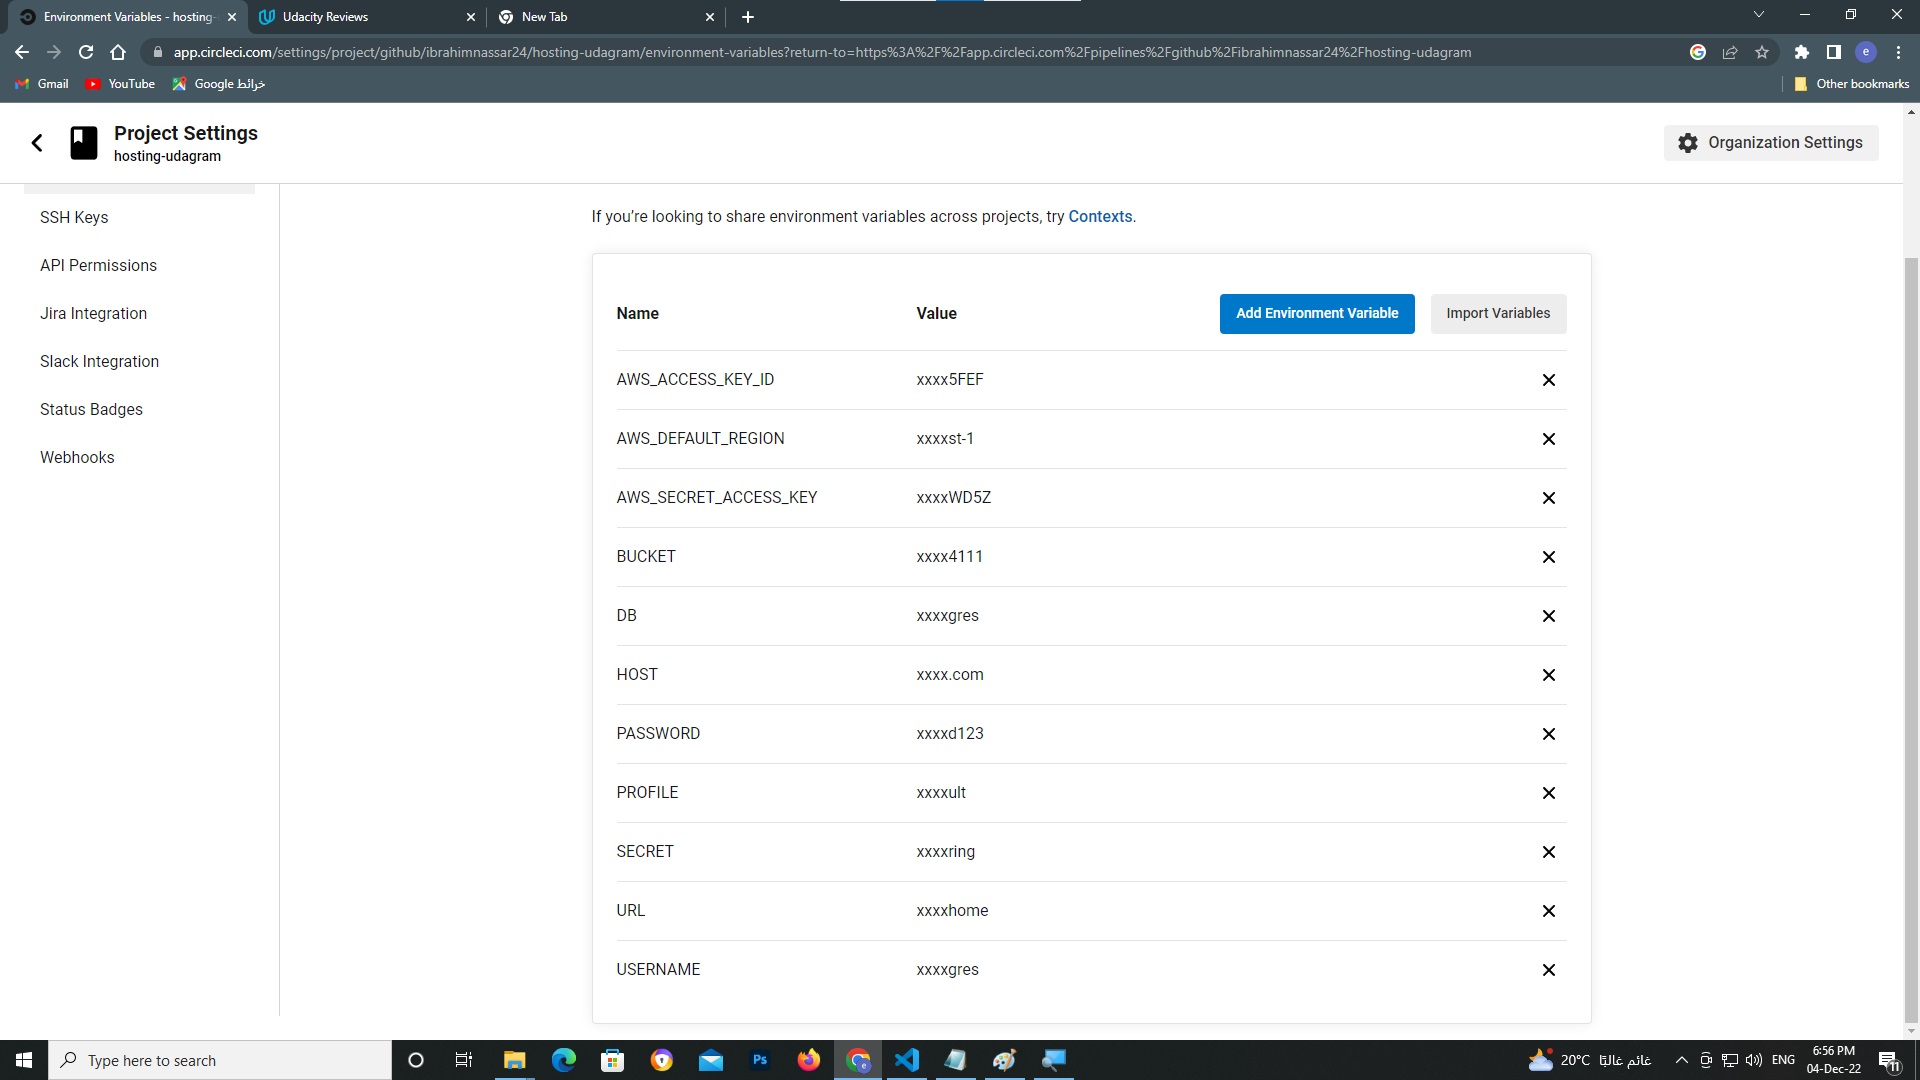 Environment Variables - hosting-
Udacity Reviews
New Tab
app.circleci.com/settings/project/github/ibrahimnassar24/hosting-udagram/environment-variables?return-to=https%3A%2F%2Fapp.circleci.com%2Fpipelines%2Fgithub%2Fibrahimnassar24%2Fhosting-udagram
e
Gmail
YouTube
خرائط Google
Other bookmarks
Project Settings
hosting-udagram
Organization Settings
SSH Keys
API Permissions
Jira Integration
Slack Integration
Status Badges
Webhooks
If you’re looking to share environment variables across projects, try Contexts.
Name Value Add Environment Variable Import Variables
AWS_ACCESS_KEY_ID xxxx5FEF
AWS_DEFAULT_REGION xxxxst-1
AWS_SECRET_ACCESS_KEY xxxxWD5Z
BUCKET xxxx4111
DB xxxxgres
HOST xxxx.com
PASSWORD xxxxd123
PROFILE xxxxult
SECRET xxxxring
URL xxxxhome
USERNAME xxxxgres
Type here to search
Ps
20°C غائم غالبًا
ENG
6:56 PM
04-Dec-22
11